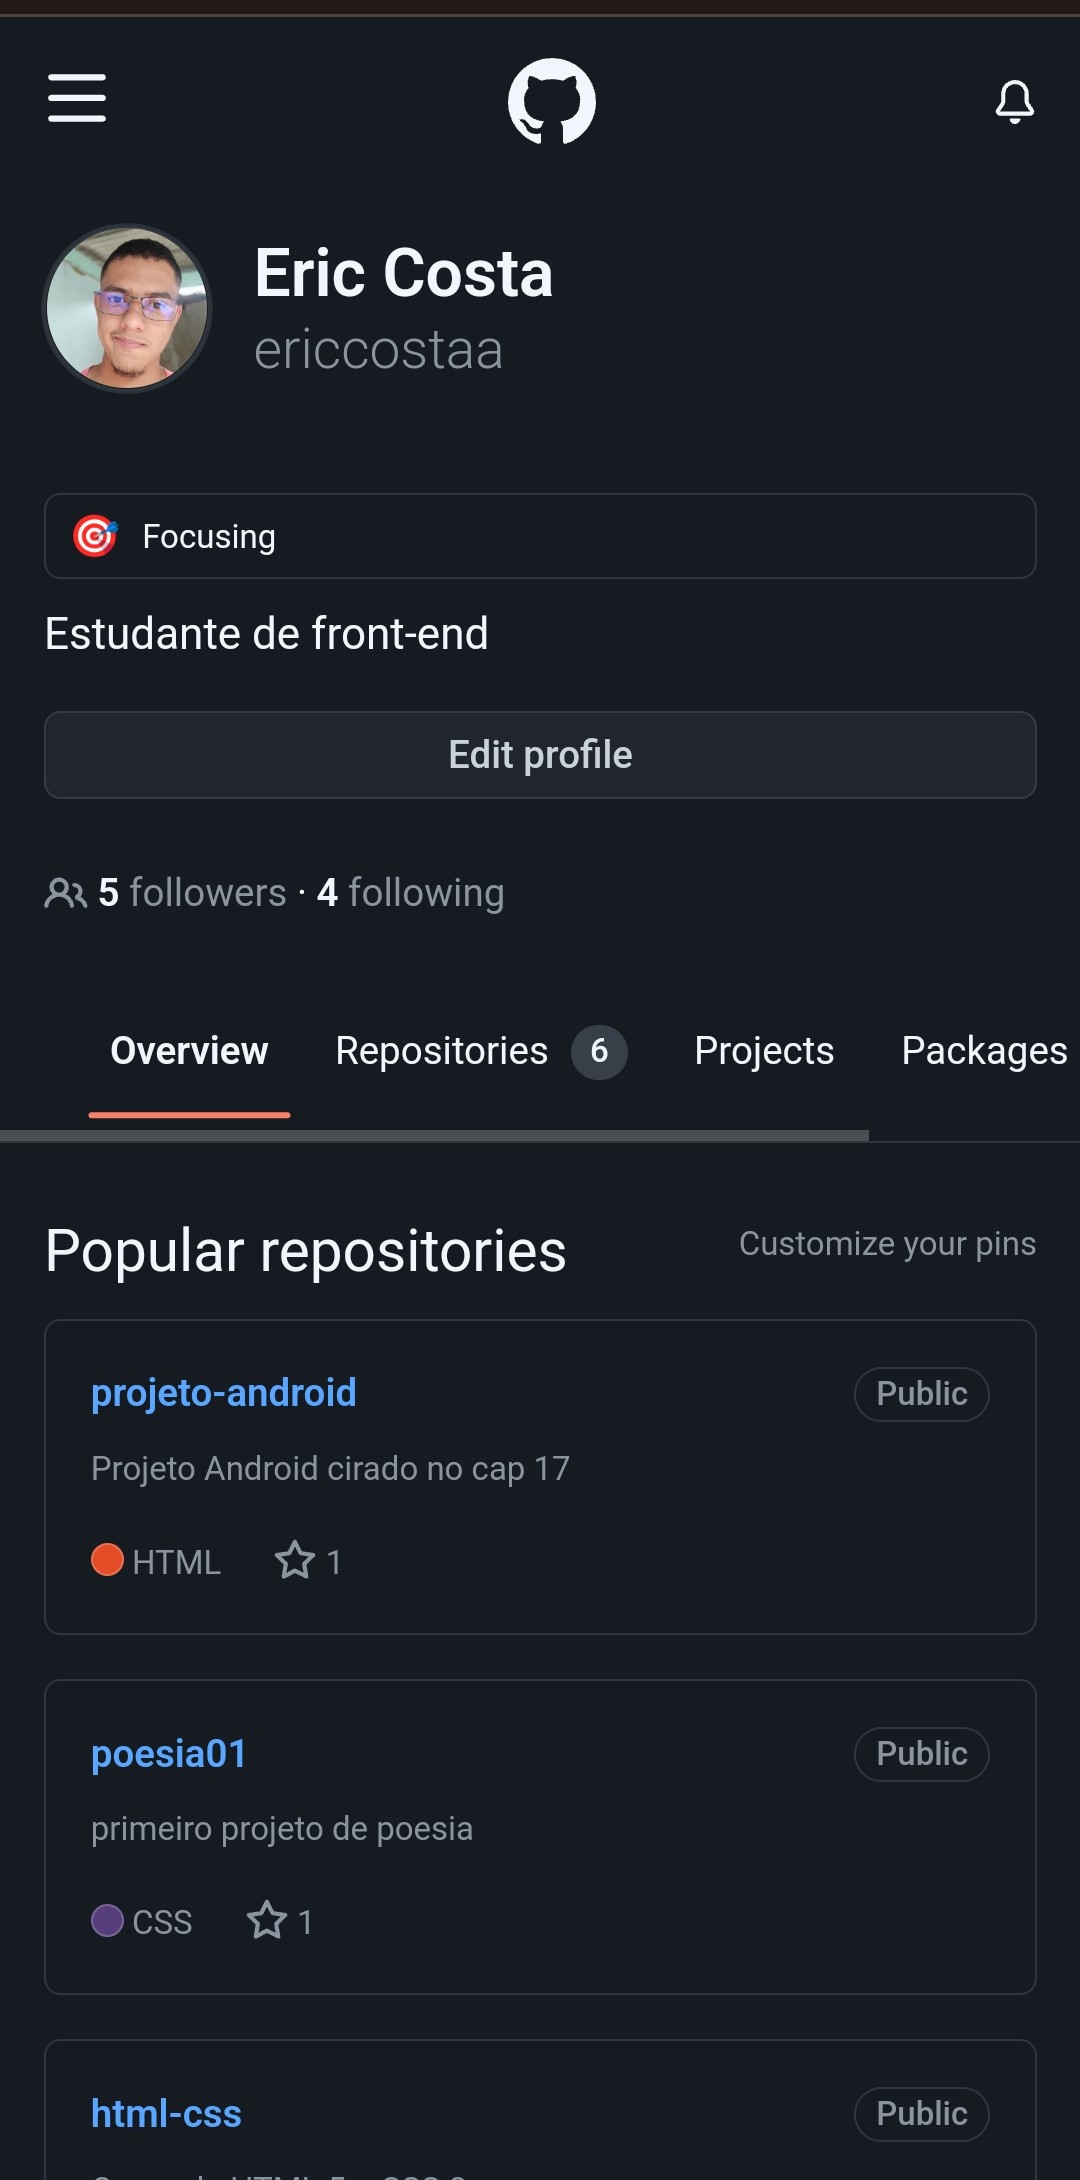 Eric Costa
ericcostaa
Focusing
Estudante de front-end
Edit profile
5 followers · 4 following
Overview Repositories 6 Projects Packages
Popular repositories Customize your pins
projeto-android Public
Projeto Android cirado no cap 17
HTML 1
poesia01 Public
primeiro projeto de poesia
CSS 1
html-css Public